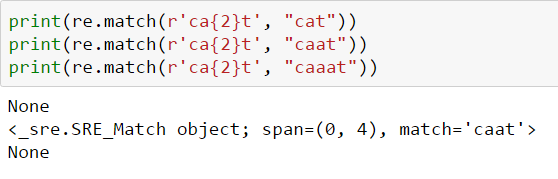 print(re.match(r'ca{2}t', "cat"))
print(re.match(r'ca{2}t', "caat"))
print(re.match(r'ca{2}t', "caaat"))
None
<_sre.SRE_Match object; span=(0, 4), match='caat'>
None